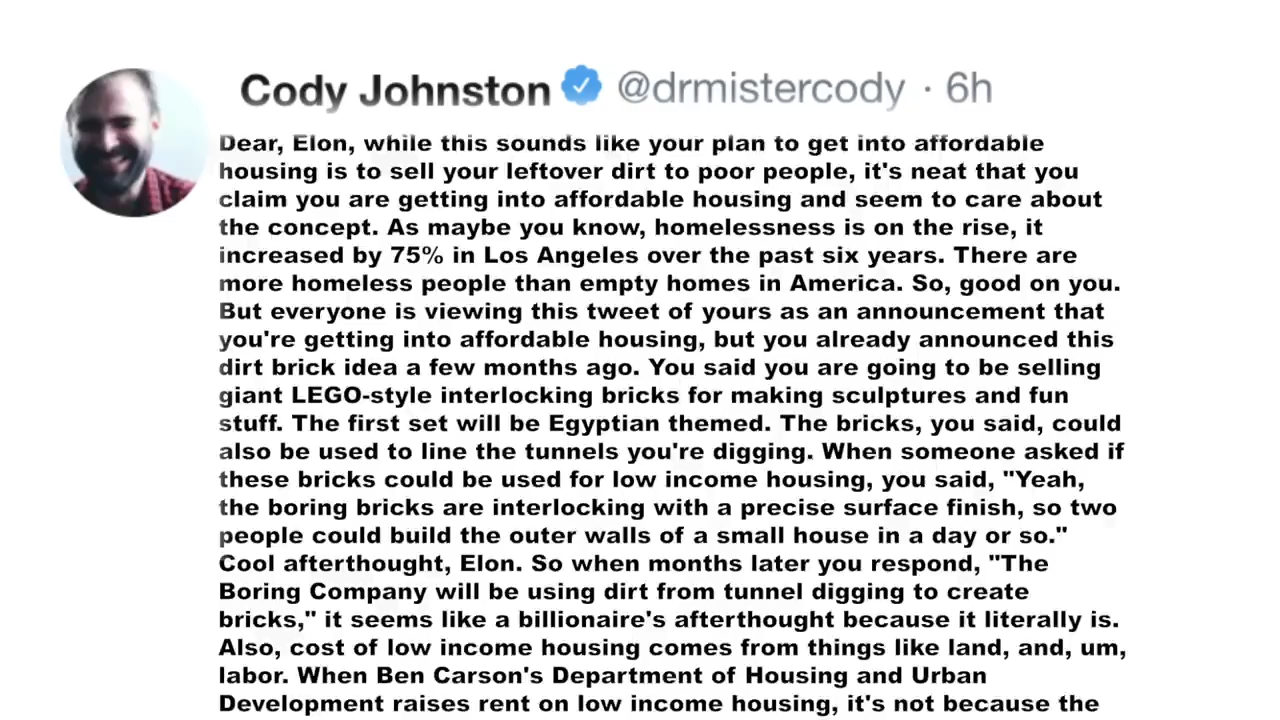 Cody Johnston @drmistercody · 6h
Dear, Elon, while this sounds like your plan to get into affordable
housing is to sell your leftover dirt to poor people, it's neat that you
claim you are getting into affordable housing and seem to care about
the concept. As maybe you know, homelessness is on the rise, it
increased by 75% in Los Angeles over the past six years. There are
more homeless people than empty homes in America. So, good on you.
But everyone is viewing this tweet of yours as an announcement that
you're getting into affordable housing, but you already announced this
dirt brick idea a few months ago. You said you are going to be selling
giant LEGO-style interlocking bricks for making sculptures and fun
stuff. The first set will be Egyptian themed. The bricks, you said, could
also be used to line the tunnels you're digging. When someone asked if
these bricks could be used for low income housing, you said, "Yeah,
the boring bricks are interlocking with a precise surface finish, so two
people could build the outer walls of a small house in a day or so."
Cool afterthought, Elon. So when months later you respond, "The
Boring Company will be using dirt from tunnel digging to create
bricks," it seems like a billionaire's afterthought because it literally is.
Also, cost of low income housing comes from things like land, and, um,
labor. When Ben Carson's Department of Housing and Urban
Development raises rent on low income housing, it's not because the